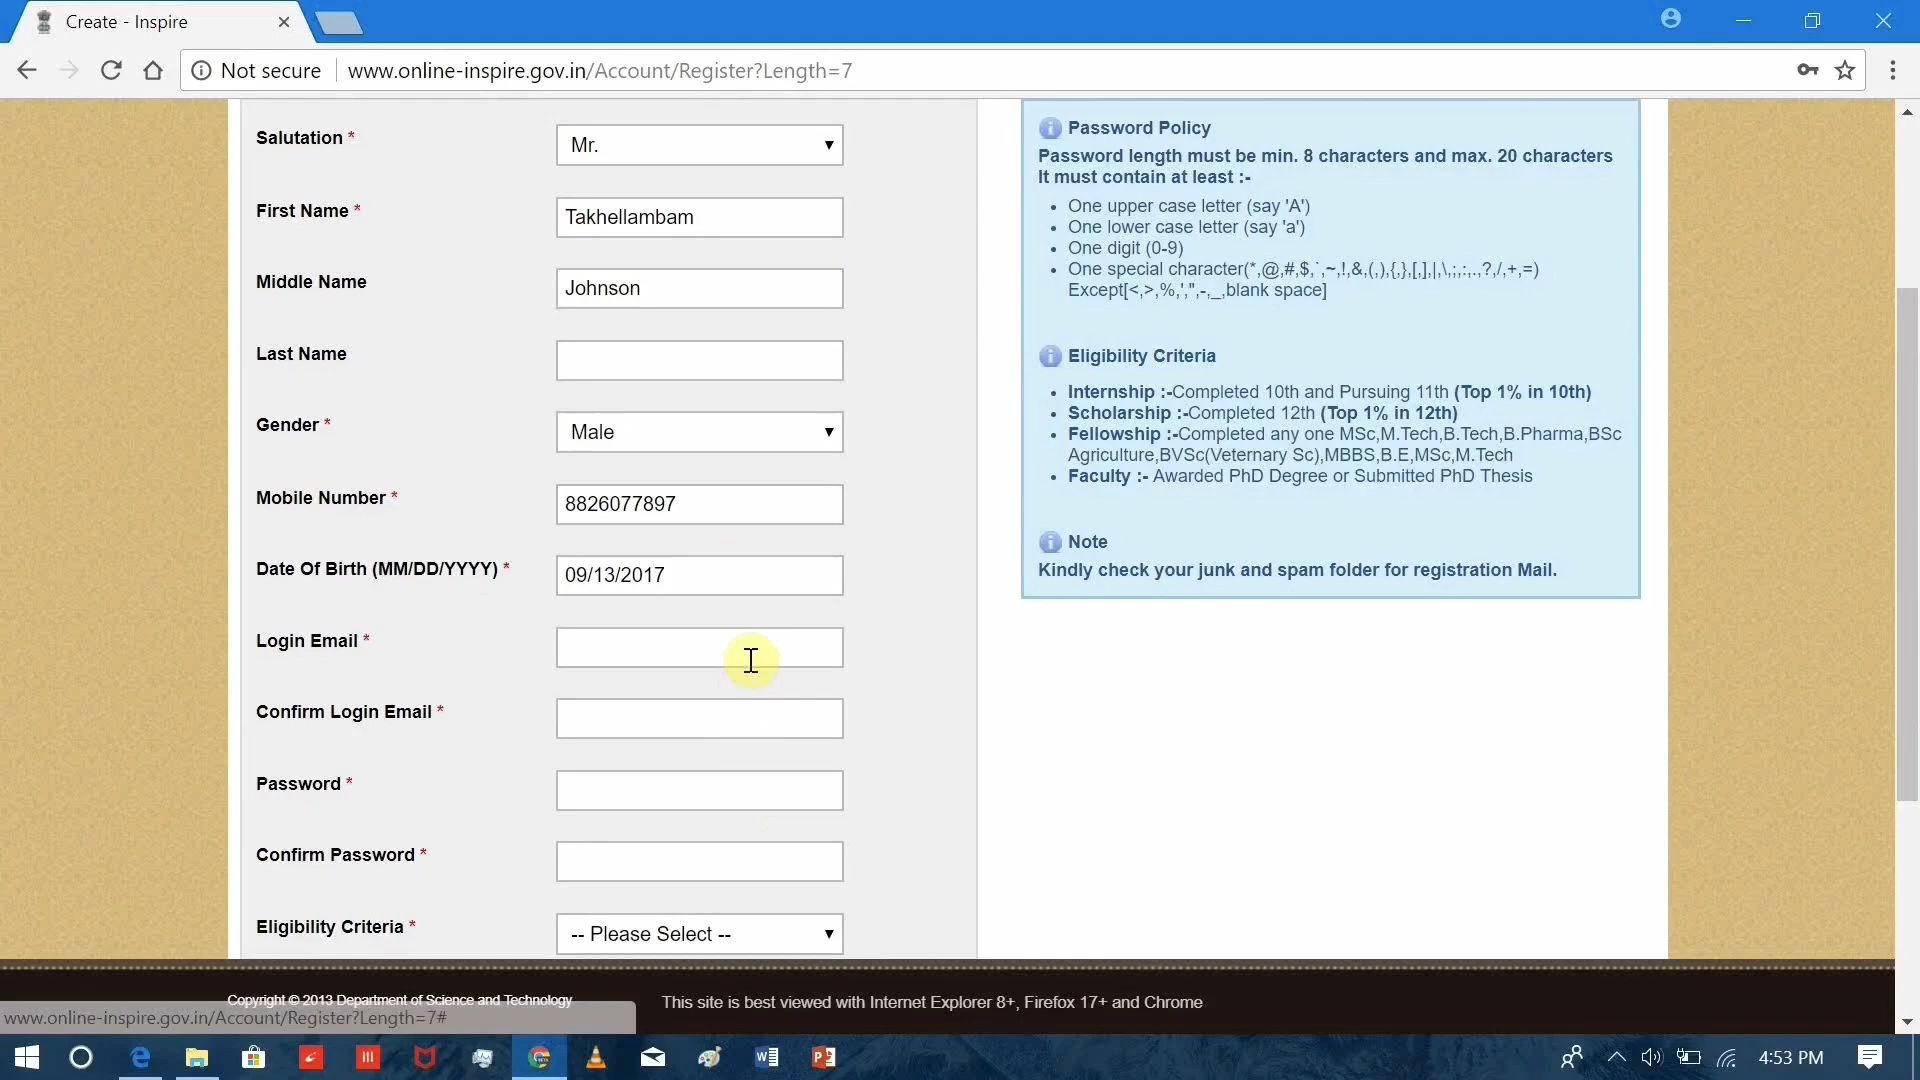 Create - Inspire
Not secure
www.online-inspire.gov.in/Account/Register?Length=7
Salutation *
Mr.
First Name *
Takhellambam
Middle Name
Johnson
Last Name
Gender *
Male
Mobile Number *
8826077897
Date Of Birth (MM/DD/YYYY) *
09/13/2017
Login Email *
Confirm Login Email *
Password *
Confirm Password *
Eligibility Criteria *
-- Please Select --
Password Policy
Password length must be min. 8 characters and max. 20 characters
It must contain at least :-
• One upper case letter (say 'A')
• One lower case letter (say 'a')
• One digit (0-9)
• One special character(*,@,#,$,`,~,!,&,(,),{,},[,],|,\,;,:,.,?,/,+,=)
Except[<,>,%,',",-,_,blank space]
Eligibility Criteria
• Internship :-Completed 10th and Pursuing 11th (Top 1% in 10th)
• Scholarship :-Completed 12th (Top 1% in 12th)
• Fellowship :-Completed any one MSc,M.Tech,B.Tech,B.Pharma,BSc
Agriculture,BVSc(Veternary Sc),MBBS,B.E,MSc,M.Tech
• Faculty :- Awarded PhD Degree or Submitted PhD Thesis
Note
Kindly check your junk and spam folder for registration Mail.
Copyright © 2013 Department of Science and Technology
This site is best viewed with Internet Explorer 8+, Firefox 17+ and Chrome
www.online-inspire.gov.in/Account/Register?Length=7#
4:53 PM